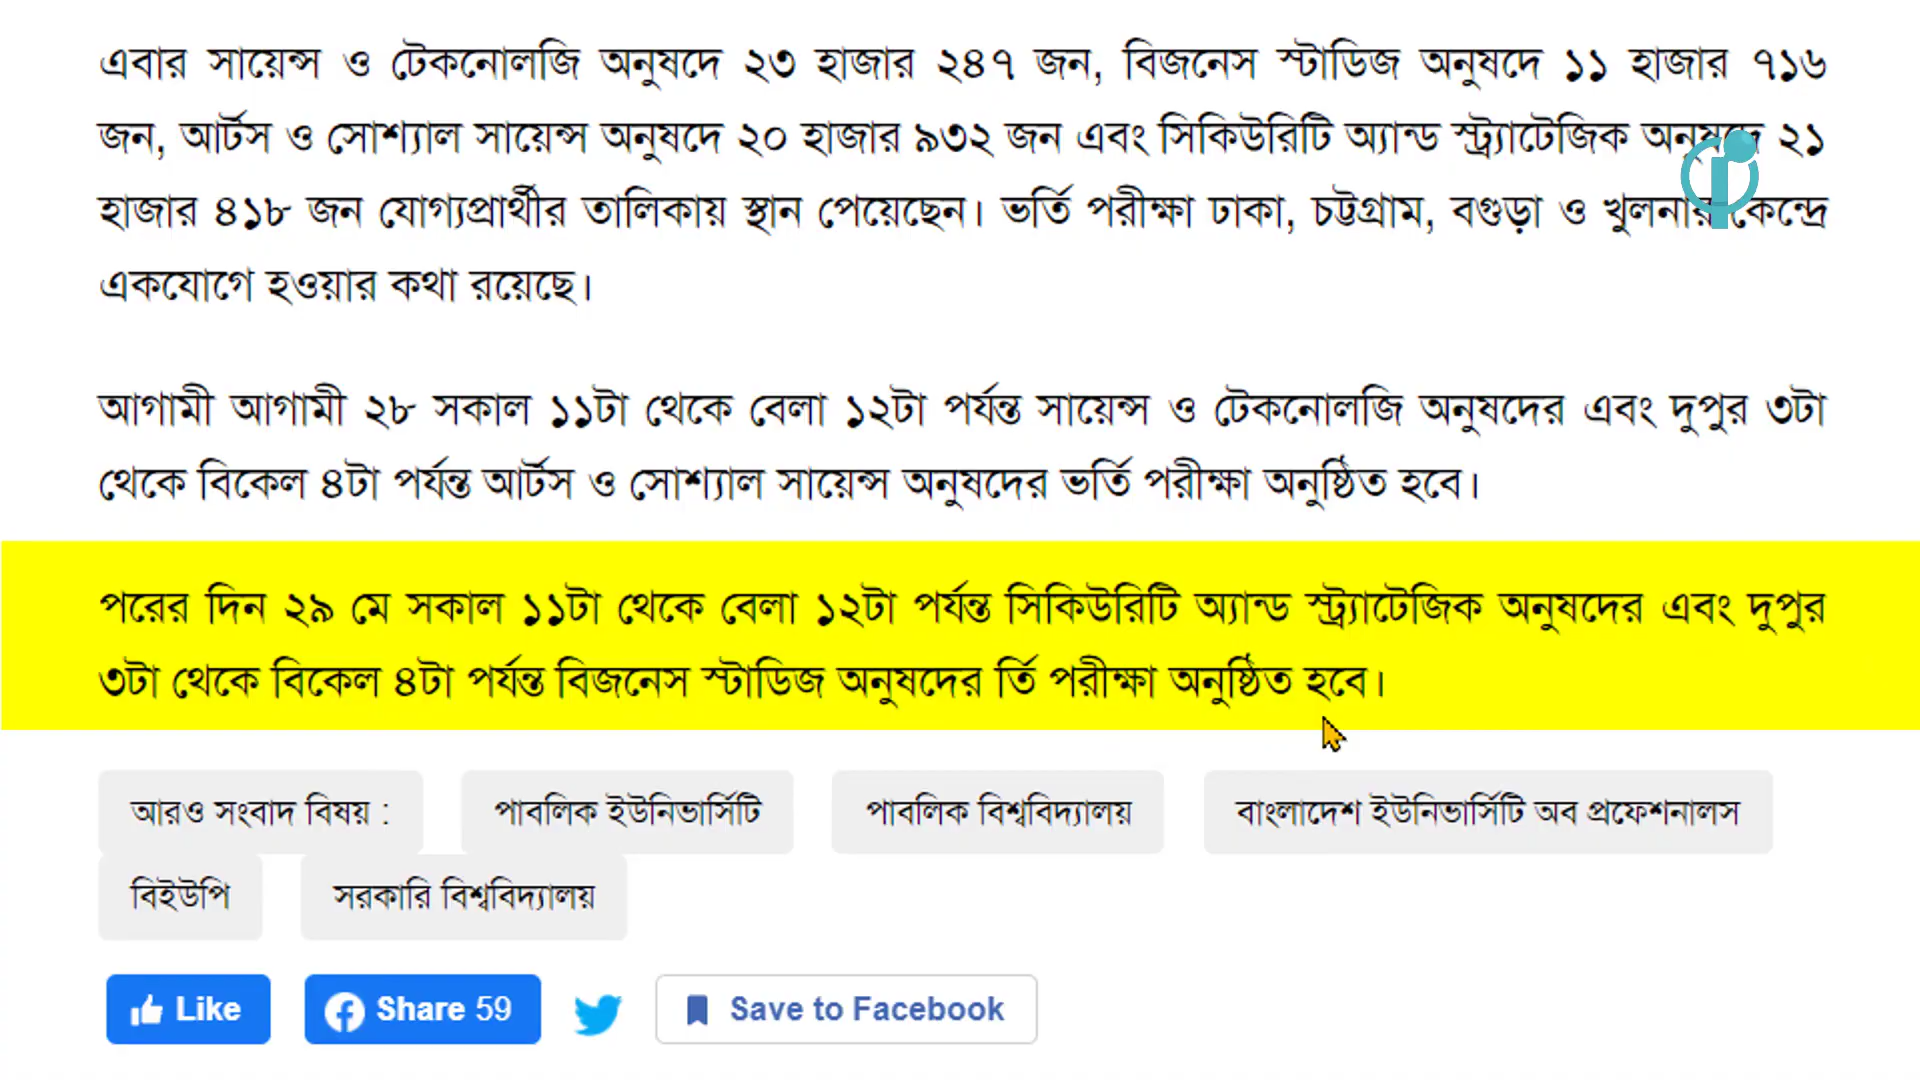 এবার সায়েন্স ও টেকনোলজি অনুষদে ২৩ হাজার ২৪৭ জন, বিজনেস স্টাডিজ অনুষদে ১১ হাজার ৭১৬
জন, আর্টস ও সোশ্যাল সায়েন্স অনুষদে ২০ হাজার ৯৩২ জন এবং সিকিউরিটি অ্যান্ড স্ট্র্যাটেজিক অনুষদে ২১
হাজার ৪১৮ জন যোগ্যপ্রার্থীর তালিকায় স্থান পেয়েছেন। ভর্তি পরীক্ষা ঢাকা, চট্টগ্রাম, বগুড়া ও খুলনার কেন্দ্রে
একযোগে হওয়ার কথা রয়েছে।
আগামী আগামী ২৮ সকাল ১১টা থেকে বেলা ১২টা পর্যন্ত সায়েন্স ও টেকনোলজি অনুষদের এবং দুপুর ৩টা
থেকে বিকেল ৪টা পর্যন্ত আর্টস ও সোশ্যাল সায়েন্স অনুষদের ভর্তি পরীক্ষা অনুষ্ঠিত হবে।
পরের দিন ২৯ মে সকাল ১১টা থেকে বেলা ১২টা পর্যন্ত সিকিউরিটি অ্যান্ড স্ট্র্যাটেজিক অনুষদের এবং দুপুর
৩টা থেকে বিকেল ৪টা পর্যন্ত বিজনেস স্টাডিজ অনুষদের র্তি পরীক্ষা অনুষ্ঠিত হবে।
আরও সংবাদ বিষয় : পাবলিক ইউনিভার্সিটি পাবলিক বিশ্ববিদ্যালয় বাংলাদেশ ইউনিভার্সিটি অব প্রফেশনালস
বিইউপি সরকারি বিশ্ববিদ্যালয়
Like Share 59 Save to Facebook